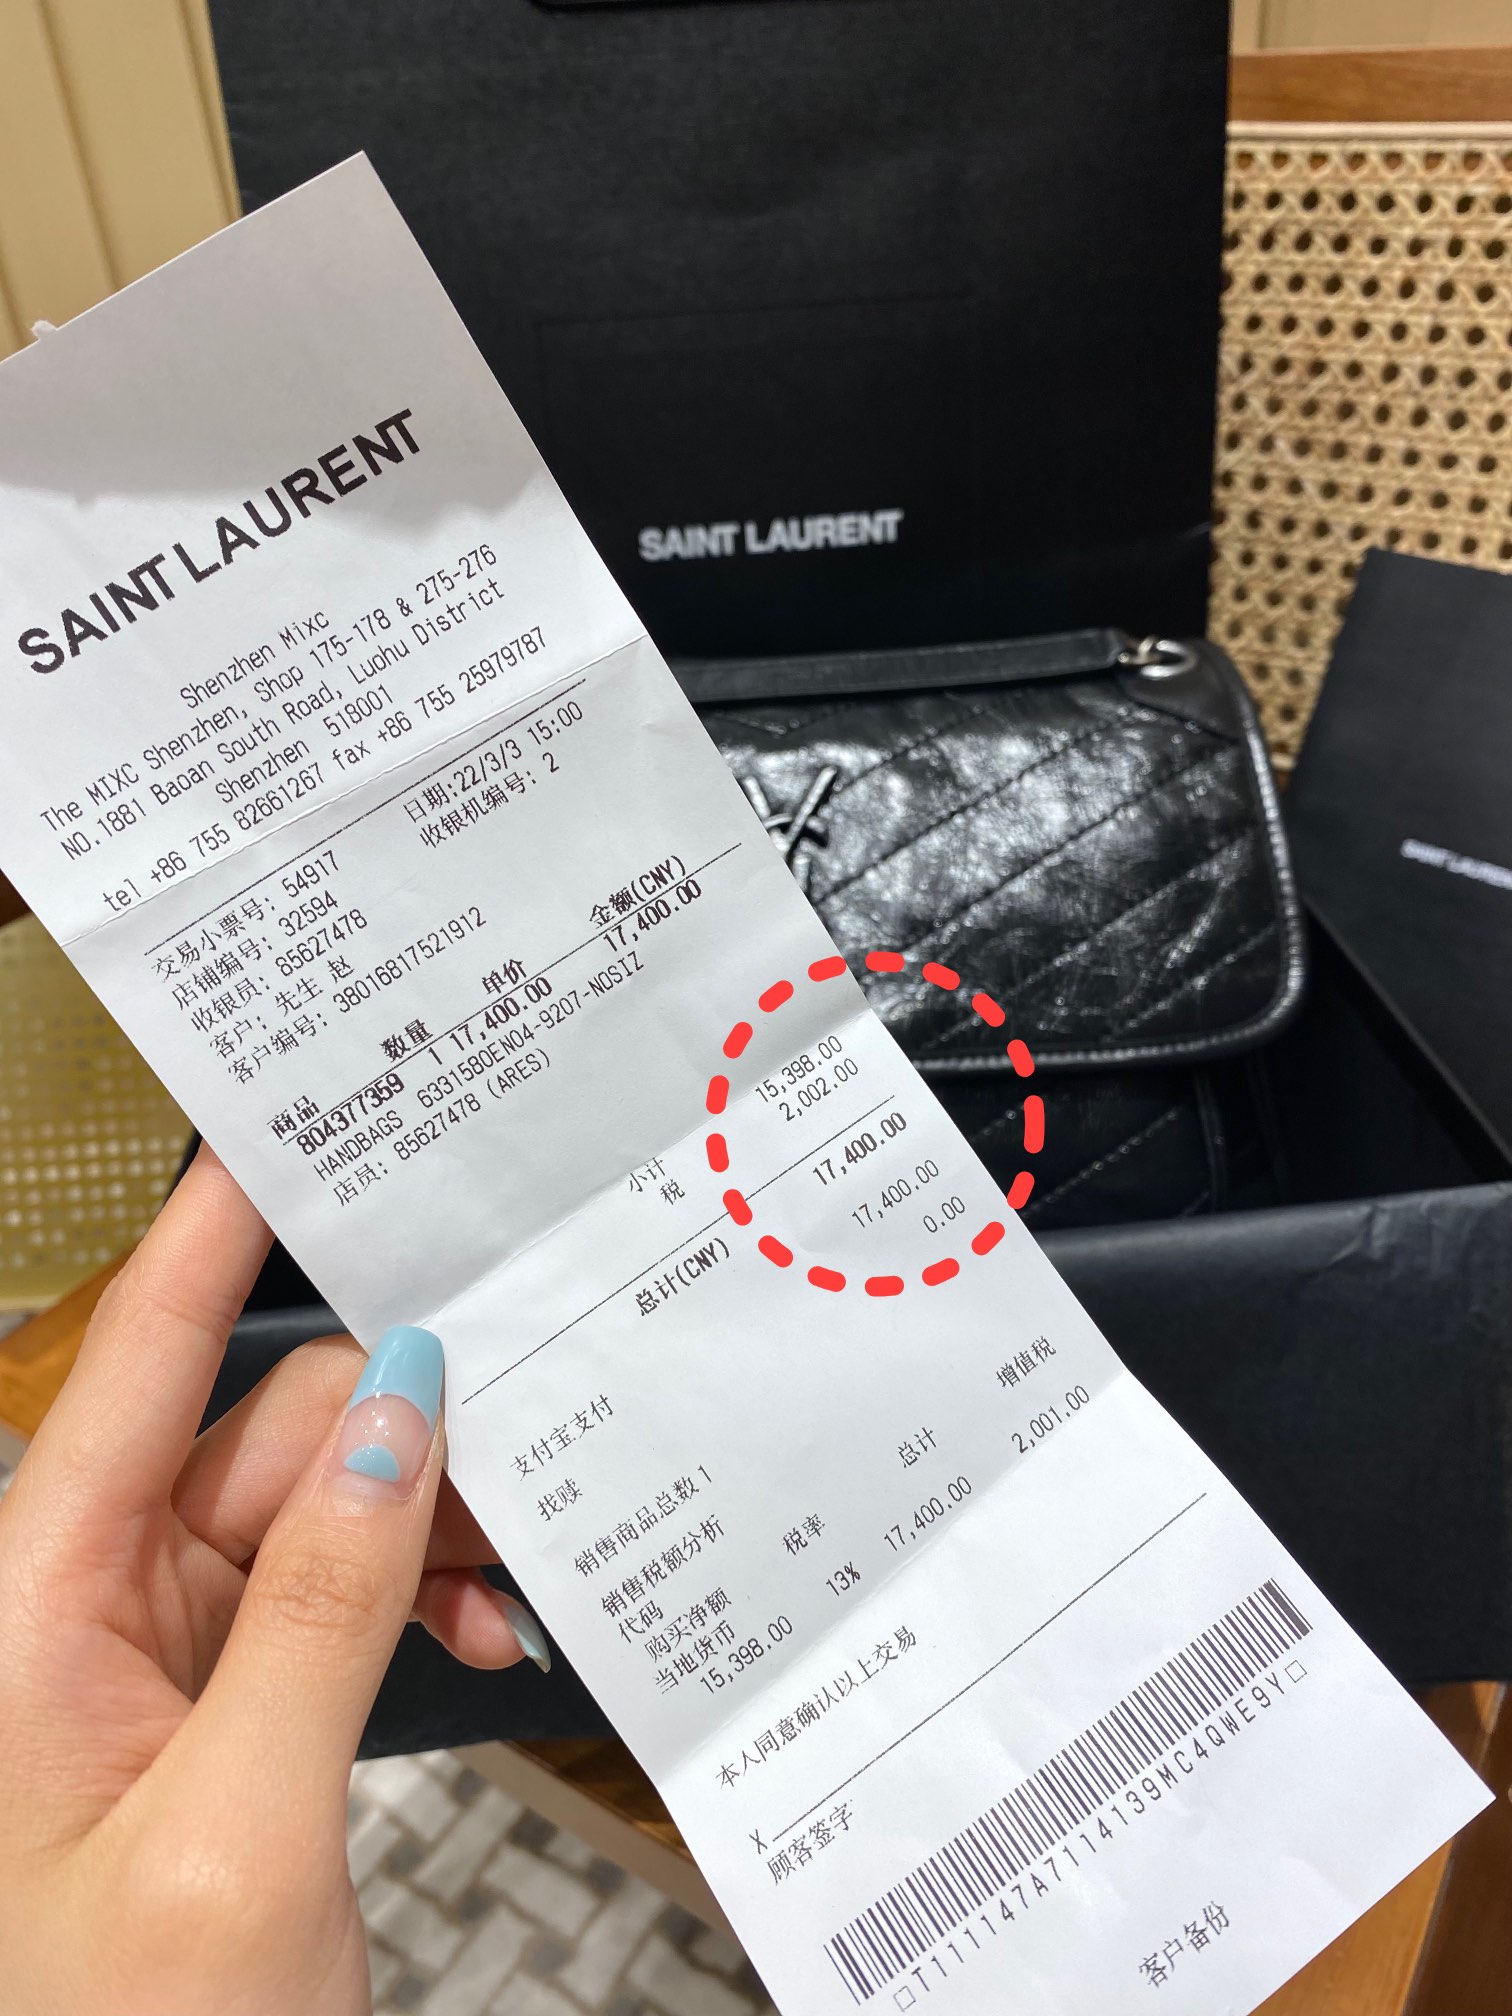 SAINT LAURENT
Shenzhen Mixc
The MIXC Shenzhen, Shop 175-178 & 275-276
NO.1881 Baoan South Road, Luohu District
Shenzhen 518001
tel +86 755 82661267 fax +86 755 25979787
交易小票号: 54917 日期:22/3/3 15:00
店铺编号: 32594 收银机编号: 2
收银员: 85627478
客户: 先生 赵
客户编号: 38016817521912
商品 数量 单价 金额(CNY)
804377359 1 17,400.00 17,400.00
HANDBAGS 633158OEN04-9207-NOSIZ
店员: 85627478 (ARES)
小计 15,398.00
税 2,002.00
总计(CNY) 17,400.00
支付宝支付 17,400.00
找赎 0.00
销售商品总数 1
销售税额分析
代码 税率 总计 增值税
购买净额
当地货币 13% 17,400.00 2,001.00
15,398.00
本人同意确认以上交易
X
顾客签字
T111147A7114139MC4QWE9Y
客户备份
SAINT LAURENT
SAINT LAUREN